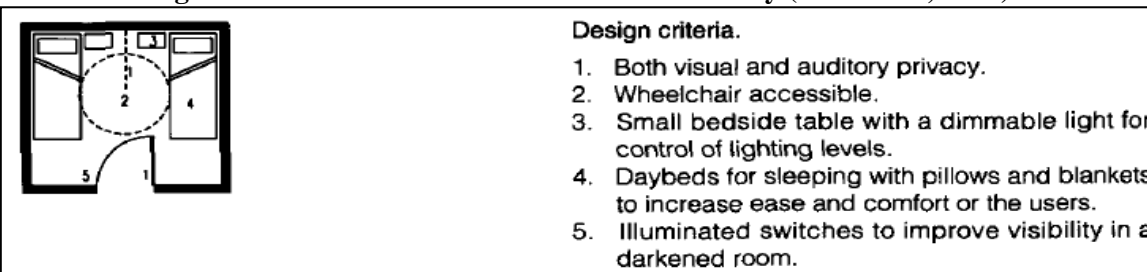 Design criteria.
1. Both visual and auditory privacy.
2. Wheelchair accessible.
3. Small bedside table with a dimmable light for
control of lighting levels.
4. Daybeds for sleeping with pillows and blankets
to increase ease and comfort or the users.
5. Illuminated switches to improve visibility in a
darkened room.
3
1
2
4
5
1